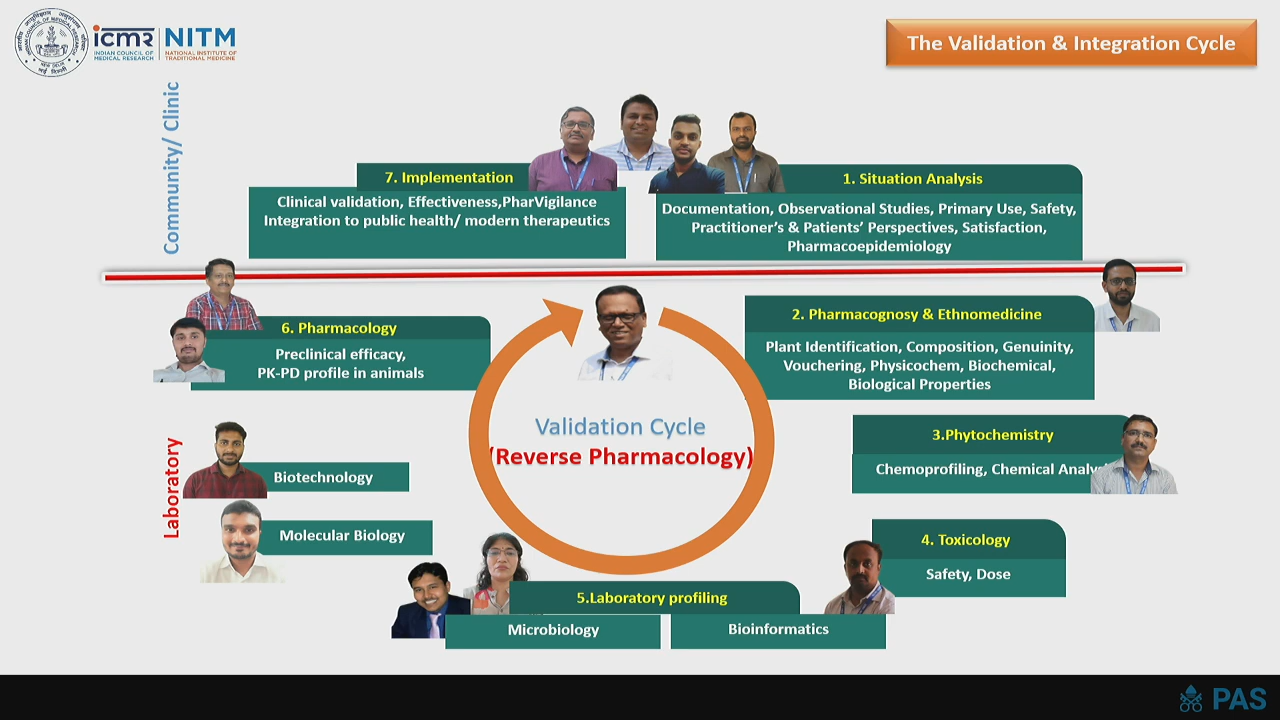 icmr
INDIAN COUNCIL OF
MEDICAL RESEARCH
NITM
NATIONAL INSTITUTE OF
TRADITIONAL MEDICINE
The Validation & Integration Cycle
Community/ Clinic
7. Implementation
Clinical validation, Effectiveness,PharVigilance
Integration to public health/ modern therapeutics
1. Situation Analysis
Documentation, Observational Studies, Primary Use, Safety,
Practitioner's & Patients' Perspectives, Satisfaction,
Pharmacoepidemiology
2. Pharmacognosy & Ethnomedicine
Plant Identification, Composition, Genuinity,
Vouchering, Physicochem, Biochemical,
Biological Properties
6. Pharmacology
Preclinical efficacy,
PK-PD profile in animals
Validation Cycle
(Reverse Pharmacology)
3.Phytochemistry
Chemoprofiling, Chemical Analy
Laboratory
Biotechnology
Molecular Biology
4. Toxicology
Safety, Dose
5.Laboratory profiling
Microbiology
Bioinformatics
PAS